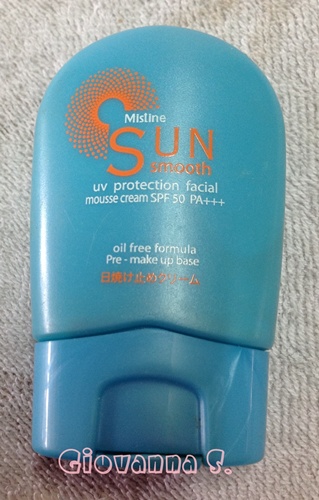 Mistine
SUN
smooth
uv protection facial
mousse cream SPF 50 PA+++
oil free formula
Pre - make up base
日焼け止めクリーム
Giovanna S.